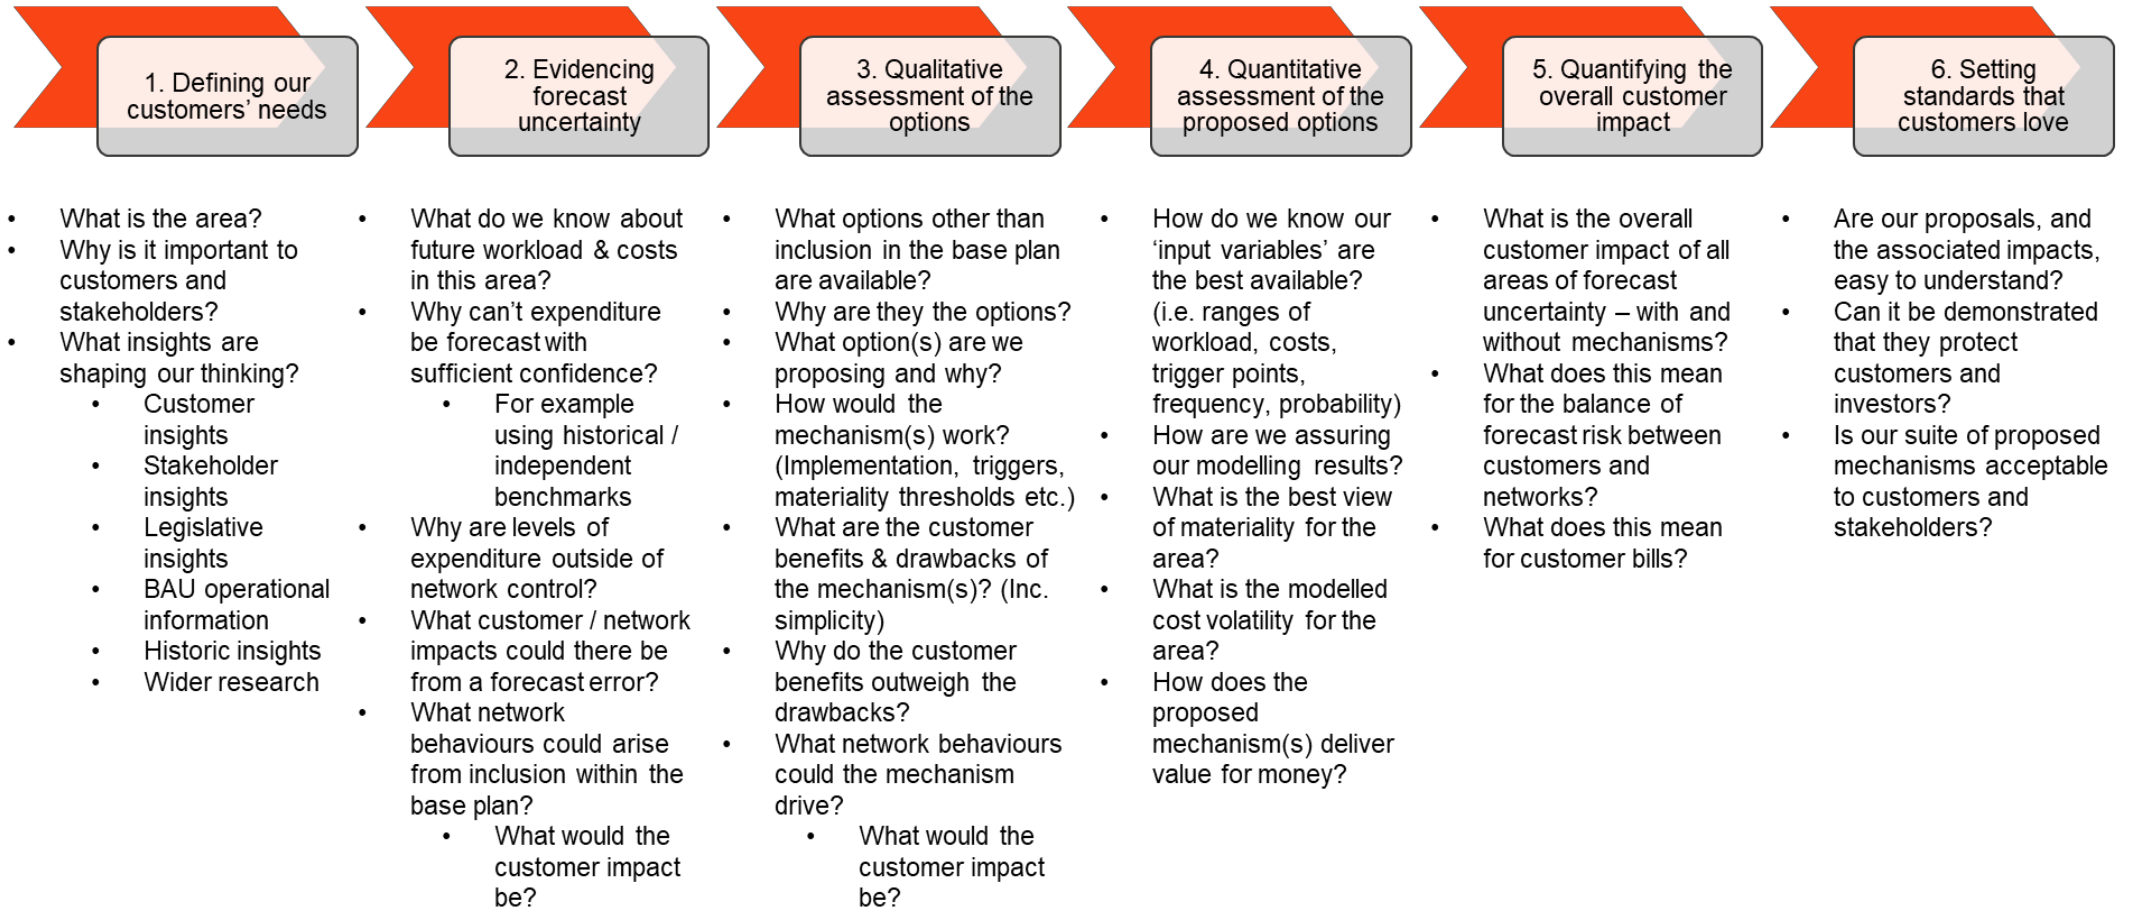 1. Defining our
customers’ needs
2. Evidencing
forecast
uncertainty
3. Qualitative
assessment of the
options
4. Quantitative
assessment of the
proposed options
5. Quantifying the
overall customer
impact
6. Setting
standards that
customers love
• What is the area?
• Why is it important to
customers and
stakeholders?
• What insights are
shaping our thinking?
• Customer
insights
• Stakeholder
insights
• Legislative
insights
• BAU operational
information
• Historic insights
• Wider research
• What do we know about
future workload & costs
in this area?
• Why can’t expenditure
be forecast with
sufficient confidence?
• For example
using historical /
independent
benchmarks
• Why are levels of
expenditure outside of
network control?
• What customer / network
impacts could there be
from a forecast error?
• What network
behaviours could arise
from inclusion within the
base plan?
• What would the
customer impact
be?
• What options other than
inclusion in the base plan
are available?
• Why are they the options?
• What option(s) are we
proposing and why?
• How would the
mechanism(s) work?
(Implementation, triggers,
materiality thresholds etc.)
• What are the customer
benefits & drawbacks of
the mechanism(s)? (Inc.
simplicity)
• Why do the customer
benefits outweigh the
drawbacks?
• What network behaviours
could the mechanism
drive?
• What would the
customer impact
be?
• How do we know our
‘input variables’ are
the best available?
(i.e. ranges of
workload, costs,
trigger points,
frequency, probability)
• How are we assuring
our modelling results?
• What is the best view
of materiality for the
area?
• What is the modelled
cost volatility for the
area?
• How does the
proposed
mechanism(s) deliver
value for money?
• What is the overall
customer impact of all
areas of forecast
uncertainty – with and
without mechanisms?
• What does this mean
for the balance of
forecast risk between
customers and
networks?
• What does this mean
for customer bills?
• Are our proposals, and
the associated impacts,
easy to understand?
• Can it be demonstrated
that they protect
customers and
investors?
• Is our suite of proposed
mechanisms acceptable
to customers and
stakeholders?